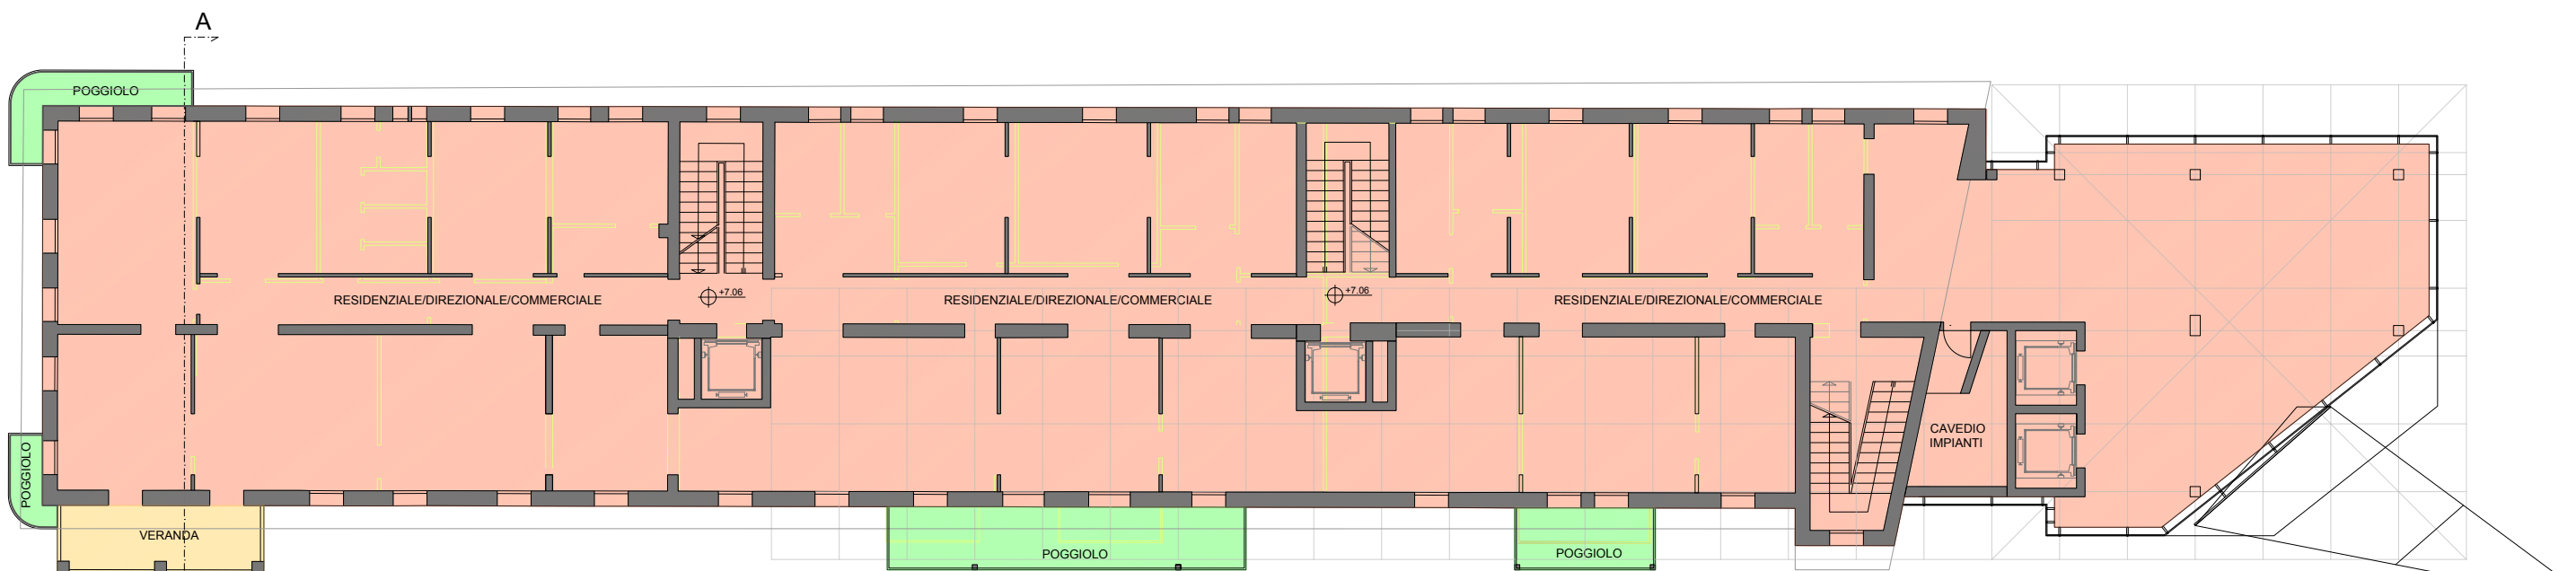 A
POGGIOLO
RESIDENZIALE/DIREZIONALE/COMMERCIALE
+7.06
RESIDENZIALE/DIREZIONALE/COMMERCIALE
+7.06
RESIDENZIALE/DIREZIONALE/COMMERCIALE
CAVEDIO
IMPIANTI
POGGIOLO
VERANDA
POGGIOLO
POGGIOLO